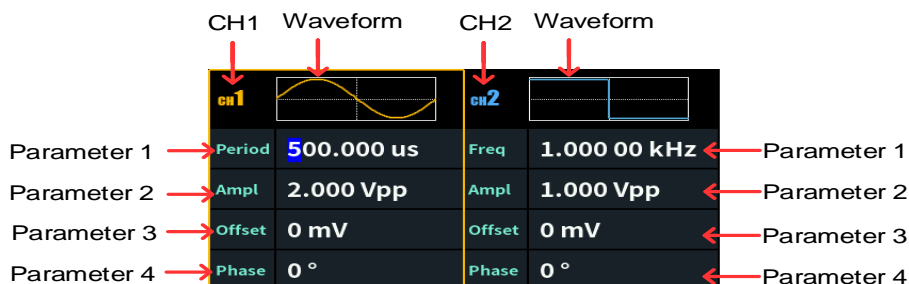 CH1 Waveform CH2 Waveform
CH1 CH2
Parameter 1 Period 500.000 us Freq 1.000 00 kHz Parameter 1
Parameter 2 Ampl 2.000 Vpp Ampl 1.000 Vpp Parameter 2
Parameter 3 Offset 0 mV Offset 0 mV Parameter 3
Parameter 4 Phase 0 ° Phase 0 ° Parameter 4